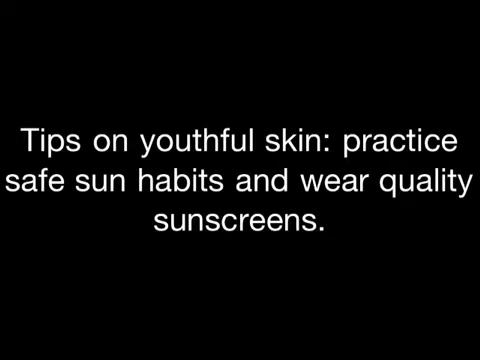 Tips on youthful skin: practice
safe sun habits and wear quality
sunscreens.